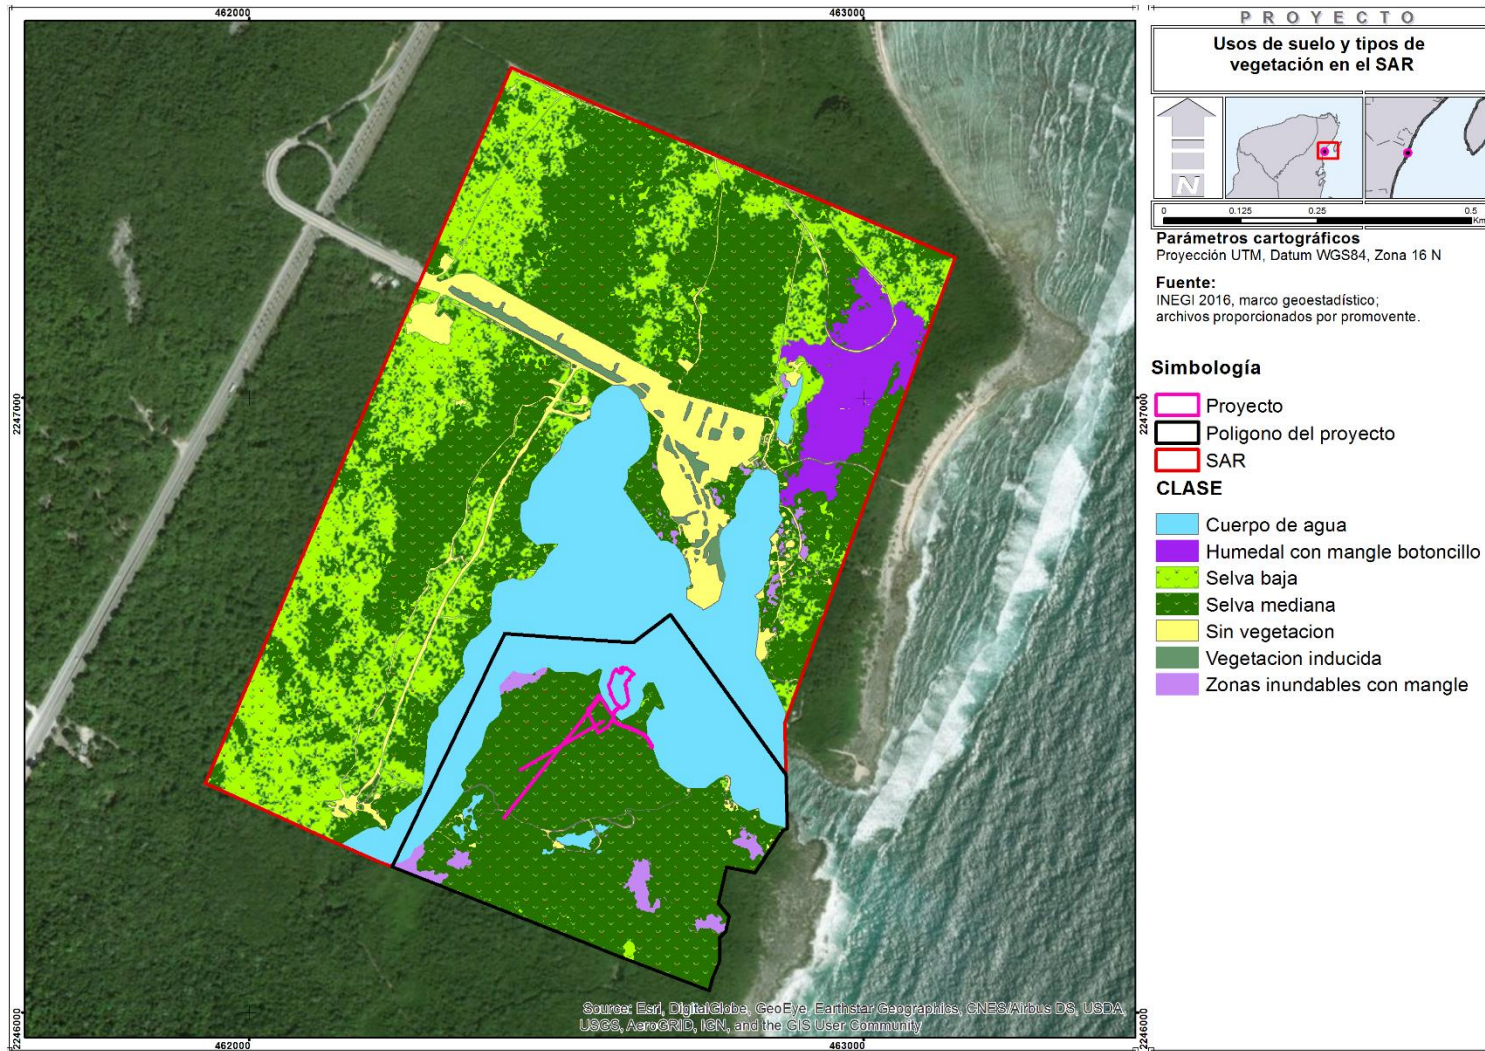 462000
463000
2247000
2247000
2246000
2246000
462000
463000
Source: Esri, DigitalGlobe, GeoEye, Earthstar Geographics, CNES/Airbus DS, USDA,
USGS, AeroGRID, IGN, and the GIS User Community
PROYECTO
Usos de suelo y tipos de
vegetación en el SAR
N
0 0.125 0.25 0.5
Km
Parámetros cartográficos
Proyección UTM, Datum WGS84, Zona 16 N
Fuente:
INEGI 2016, marco geoestadístico;
archivos proporcionados por promovente.
Simbología
Proyecto
Poligono del proyecto
SAR
CLASE
Cuerpo de agua
Humedal con mangle botoncillo
Selva baja
Selva mediana
Sin vegetacion
Vegetacion inducida
Zonas inundables con mangle